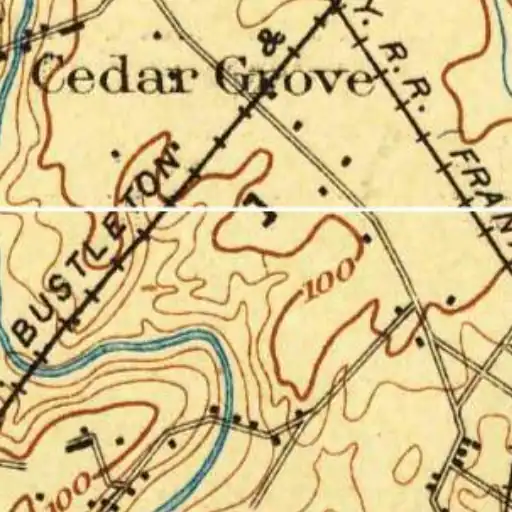 Cedar Grove
Y. R.R.
FRAN
BUSTLETON &
100
100